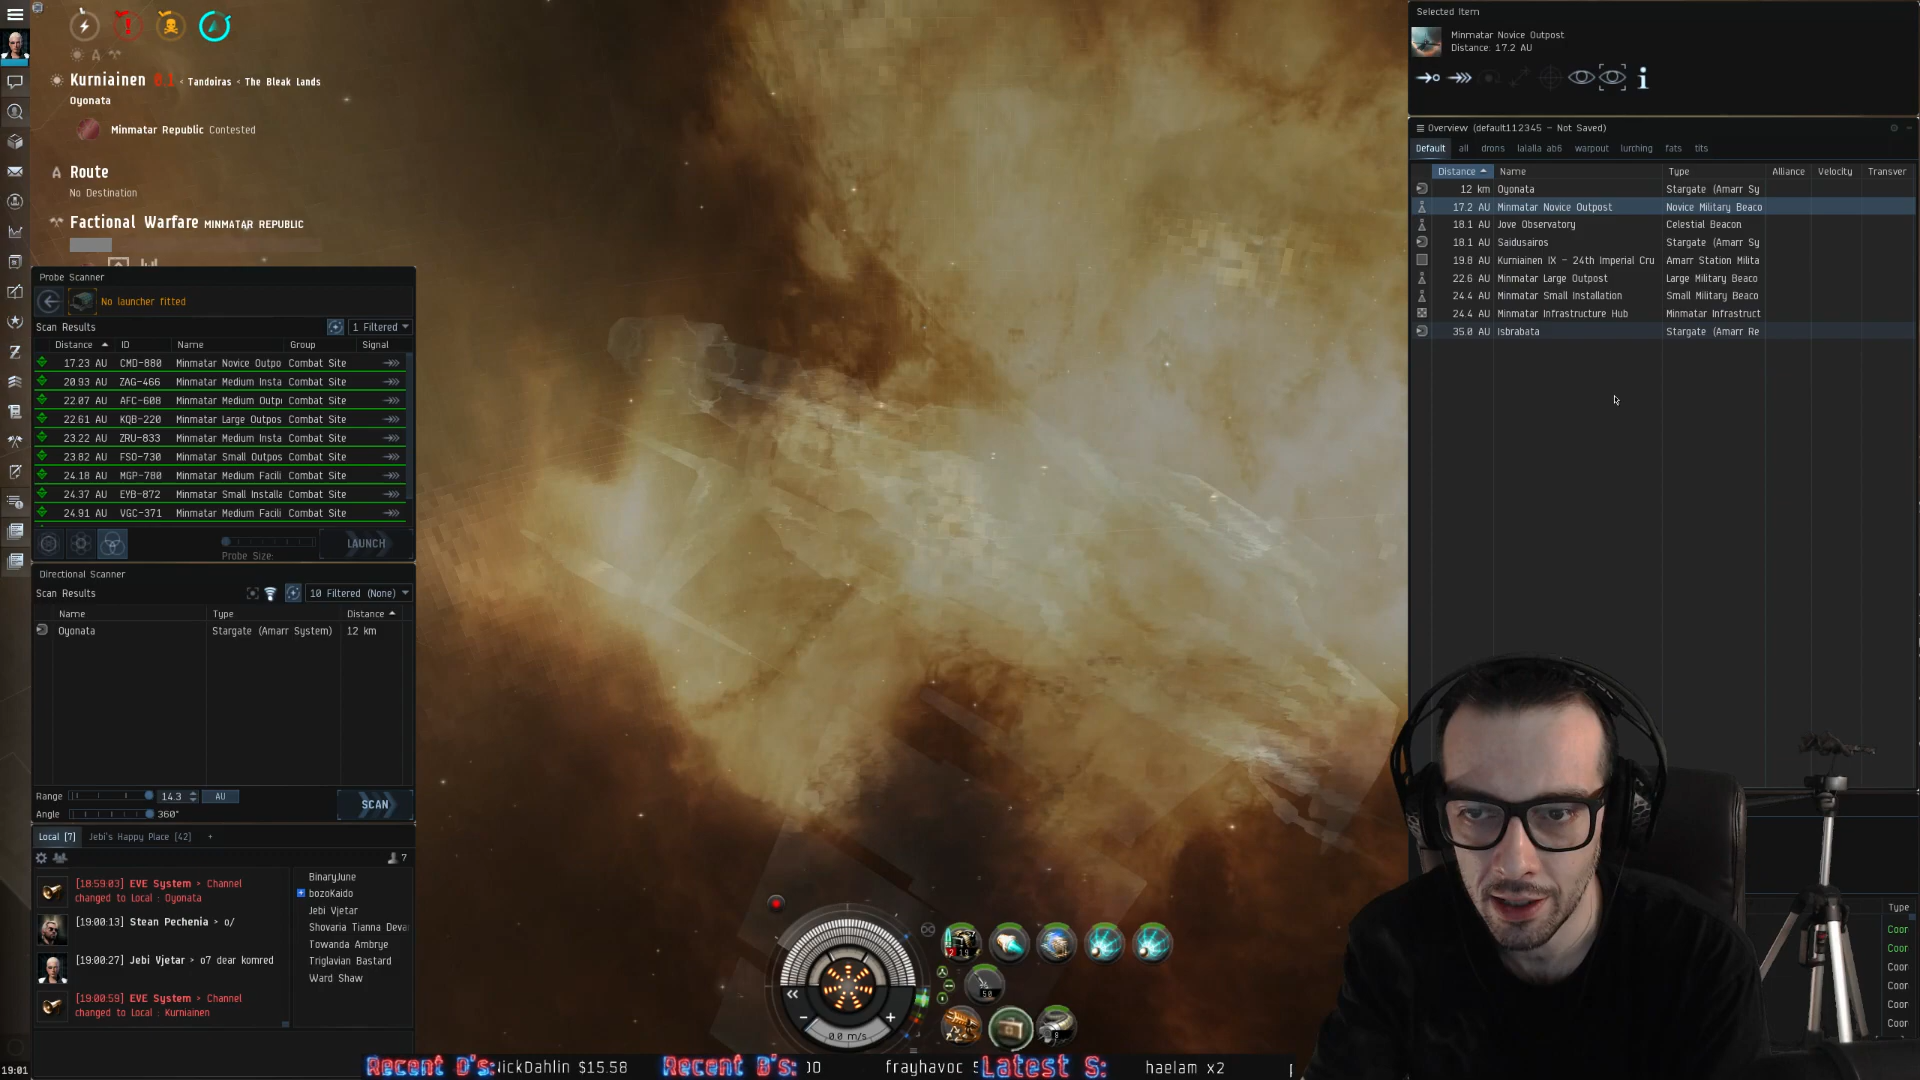 Kurniainen 0.1 < Tandoiras < The Bleak Lands
Oyonata
Minmatar Republic Contested
Route
No Destination
Factional Warfare MINMATAR REPUBLIC
Probe Scanner
No launcher fitted
Scan Results
1 Filtered
Distance ID Name Group Signal
17.23 AU CMD-880 Minmatar Novice Outpo Combat Site
20.93 AU ZAG-466 Minmatar Medium Insta Combat Site
22.07 AU AFC-608 Minmatar Medium Outp Combat Site
22.61 AU KQB-220 Minmatar Large Outpos Combat Site
23.22 AU ZRU-833 Minmatar Medium Insta Combat Site
23.82 AU FSO-730 Minmatar Small Outpos Combat Site
24.18 AU MGP-780 Minmatar Medium Facili Combat Site
24.37 AU EYB-872 Minmatar Small Installa Combat Site
24.91 AU VGC-371 Minmatar Medium Facili Combat Site
LAUNCH
Probe Size:
Directional Scanner
Scan Results
10 Filtered (None)
Name Type Distance
Oyonata Stargate (Amarr System) 12 km
Range 14.3 AU
SCAN
Angle 360°
Local [7] Jebi's Happy Place [42] +
7
[18:59:03] EVE System > Channel
changed to Local : Oyonata
[19:00:13] Stean Pechenia > o/
[19:00:27] Jebi Vjetar > o7 dear komred
[19:00:59] EVE System > Channel
changed to Local : Kurniainen
BinaryJune
bozoKaido
Jebi Vjetar
Shovaria Tianna Deva
Towanda Ambrye
Triglavian Bastard
Ward Shaw
19:01
50
0.0 m/s
8
Recent D's: NickDahlin $15.58 Recent B's: 00 frayhavoc 5 Latest S: haelam x2
Selected Item
Minmatar Novice Outpost
Distance: 17.2 AU
Overview (default112345 - Not Saved)
Default all drons lalalla ab6 warpout lurching fats tits
Distance Name Type Alliance Velocity Transver
12 km Oyonata Stargate (Amarr Sy
17.2 AU Minmatar Novice Outpost Novice Military Beaco
18.1 AU Jove Observatory Celestial Beacon
18.1 AU Saidusairos Stargate (Amarr Sy
19.8 AU Kurniainen IX - 24th Imperial Cru Amarr Station Milita
22.6 AU Minmatar Large Outpost Large Military Beaco
24.4 AU Minmatar Small Installation Small Military Beaco
24.4 AU Minmatar Infrastructure Hub Minmatar Infrastruct
35.0 AU Isbrabata Stargate (Amarr Re
Type
Coor
Coor
Coor
Coor
Coor
Coor